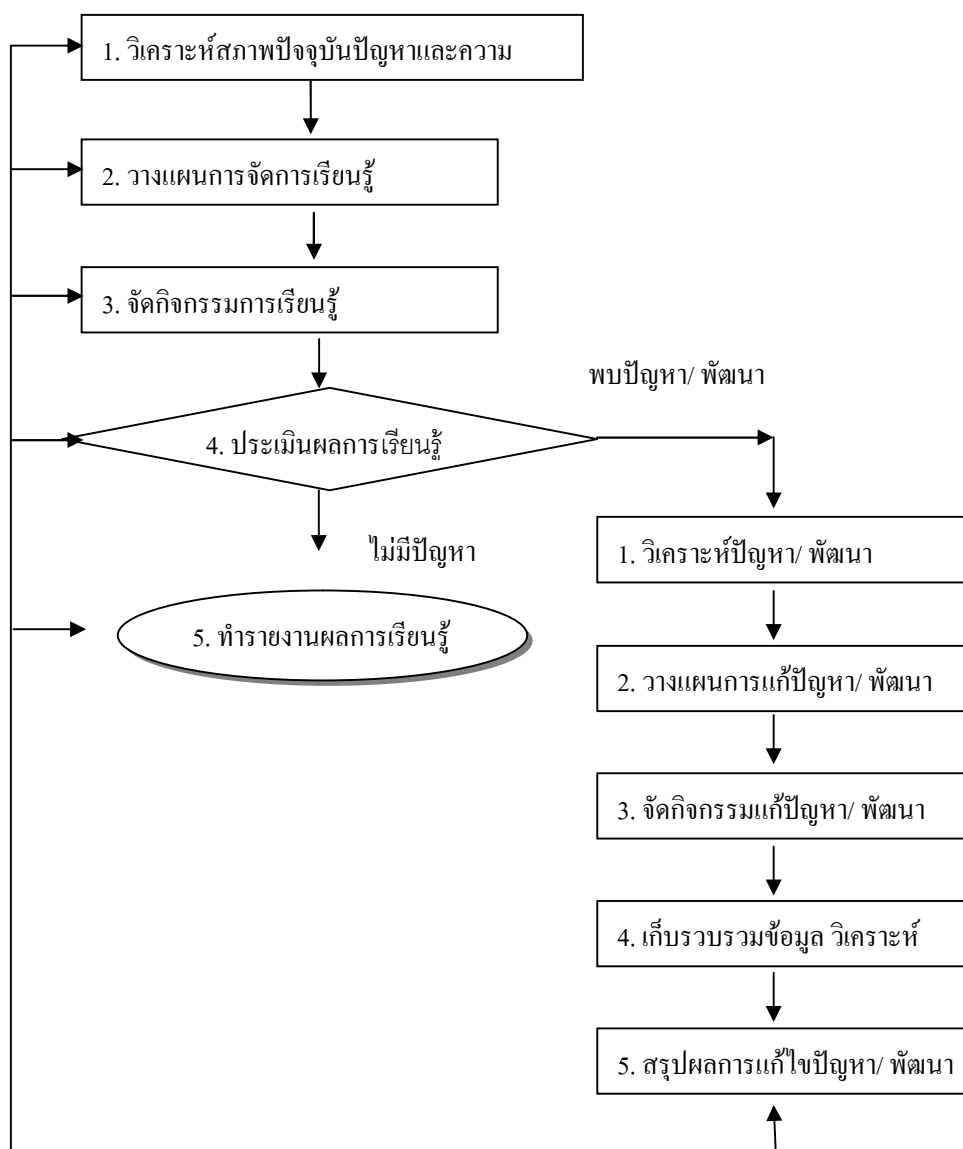 1. วิเคราะห์สภาพปัจจุบันปัญหาและความ
2. วางแผนการจัดการเรียนรู้
3. จัดกิจกรรมการเรียนรู้
พบปัญหา/ พัฒนา
4. ประเมินผลการเรียนรู้
ไม่มีปัญหา
1. วิเคราะห์ปัญหา/ พัฒนา
5. ทำรายงานผลการเรียนรู้
2. วางแผนการแก้ปัญหา/ พัฒนา
3. จัดกิจกรรมแก้ปัญหา/ พัฒนา
4. เก็บรวบรวมข้อมูล วิเคราะห์
5. สรุปผลการแก้ไขปัญหา/ พัฒนา